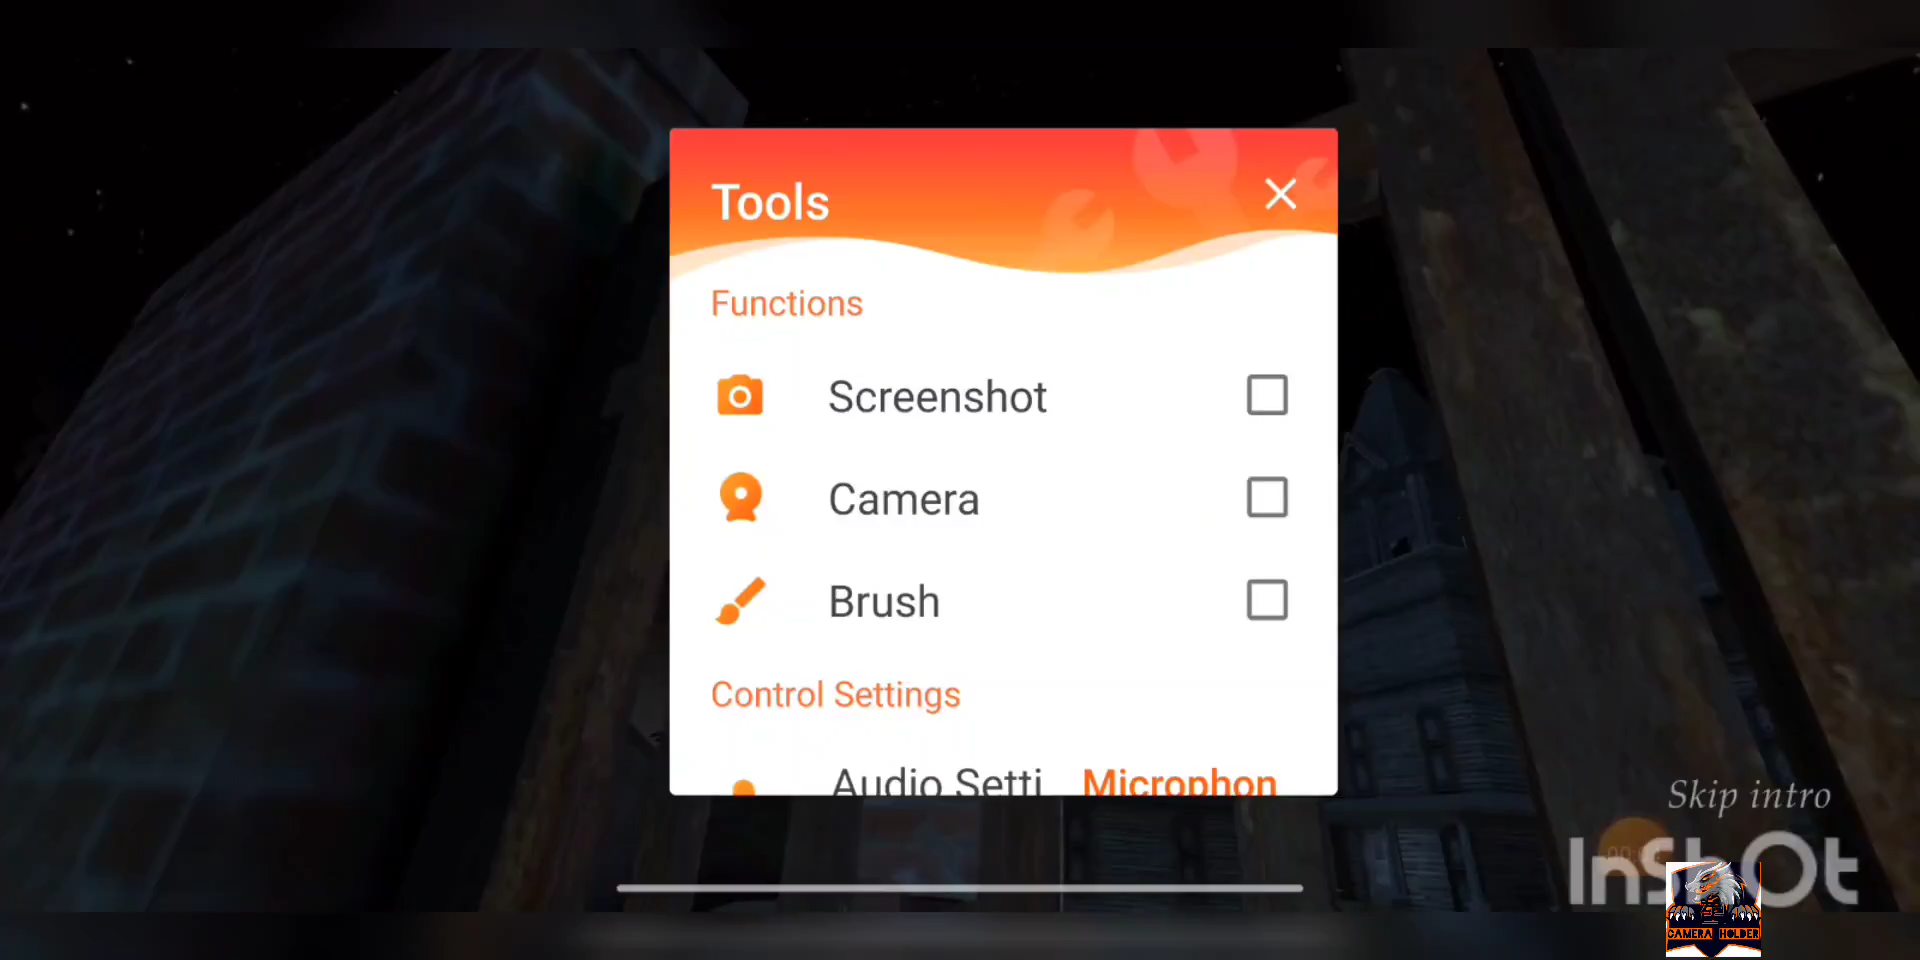 Tools
Functions
Screenshot
Camera
Brush
Control Settings
Audio Setti Microphon
Skip intro
InShOt
CAMERA HOLDER